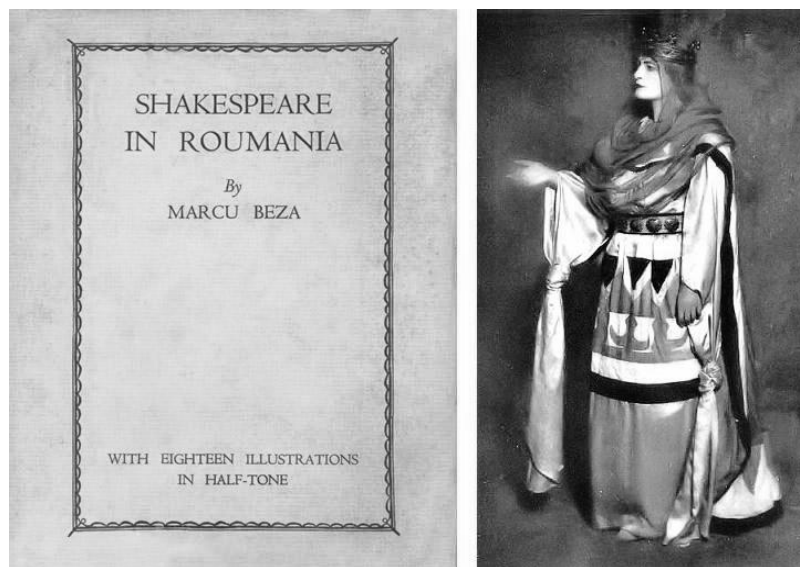 SHAKESPEARE
IN ROUMANIA
By
MARCU BEZA
WITH EIGHTEEN ILLUSTRATIONS
IN HALF-TONE